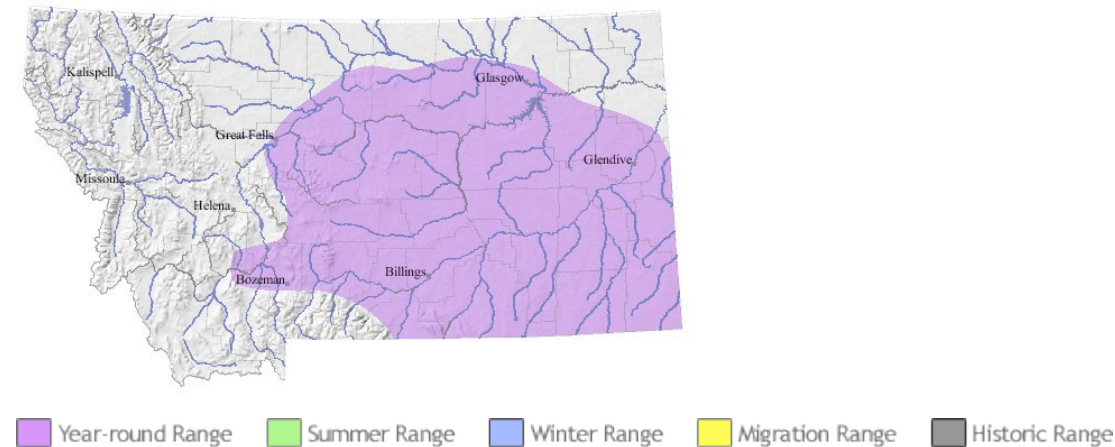 Kalispell
Glasgow
Great Falls
Glendive
Missoula
Helena
Billings
Bozeman
Year-round Range Summer Range Winter Range Migration Range Historic Range